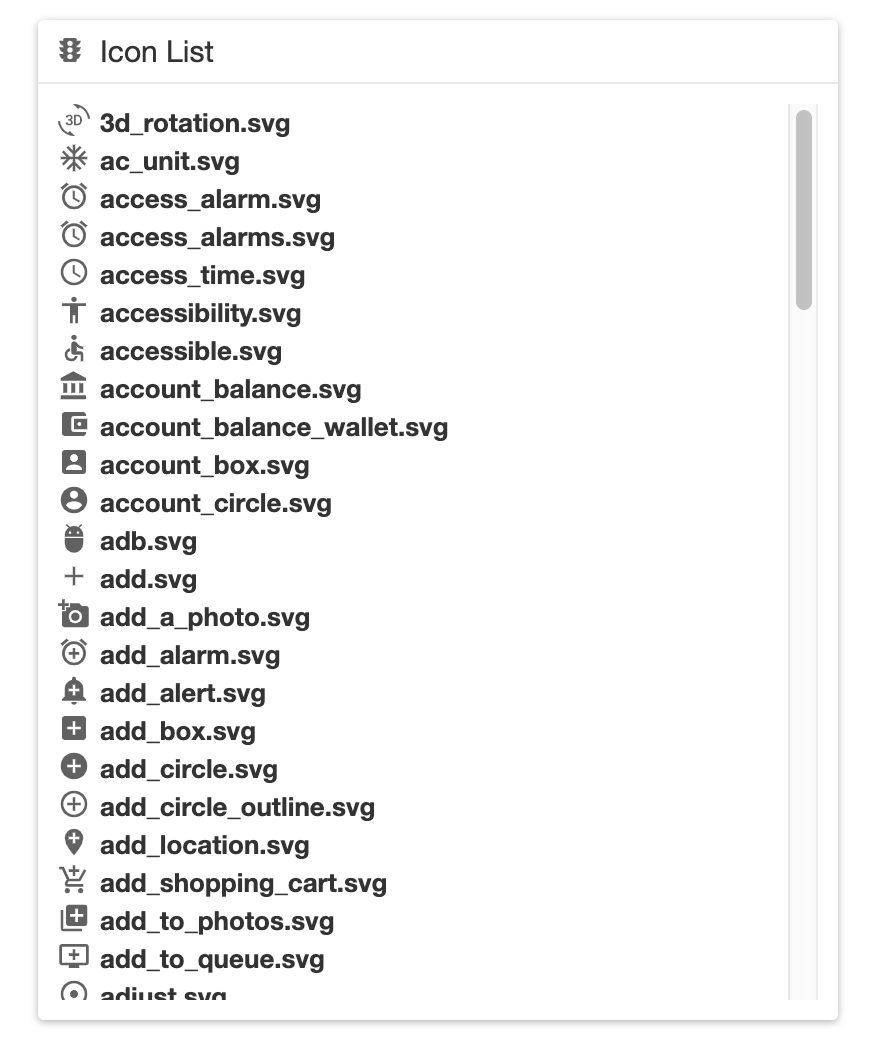 Icon List
3D
3d_rotation.svg
ac_unit.svg
access_alarm.svg
access_alarms.svg
access_time.svg
accessibility.svg
accessible.svg
account_balance.svg
account_balance_wallet.svg
account_box.svg
account_circle.svg
adb.svg
add.svg
add_a_photo.svg
add_alarm.svg
add_alert.svg
add_box.svg
add_circle.svg
add_circle_outline.svg
add_location.svg
add_shopping_cart.svg
add_to_photos.svg
add_to_queue.svg
adjust.svg